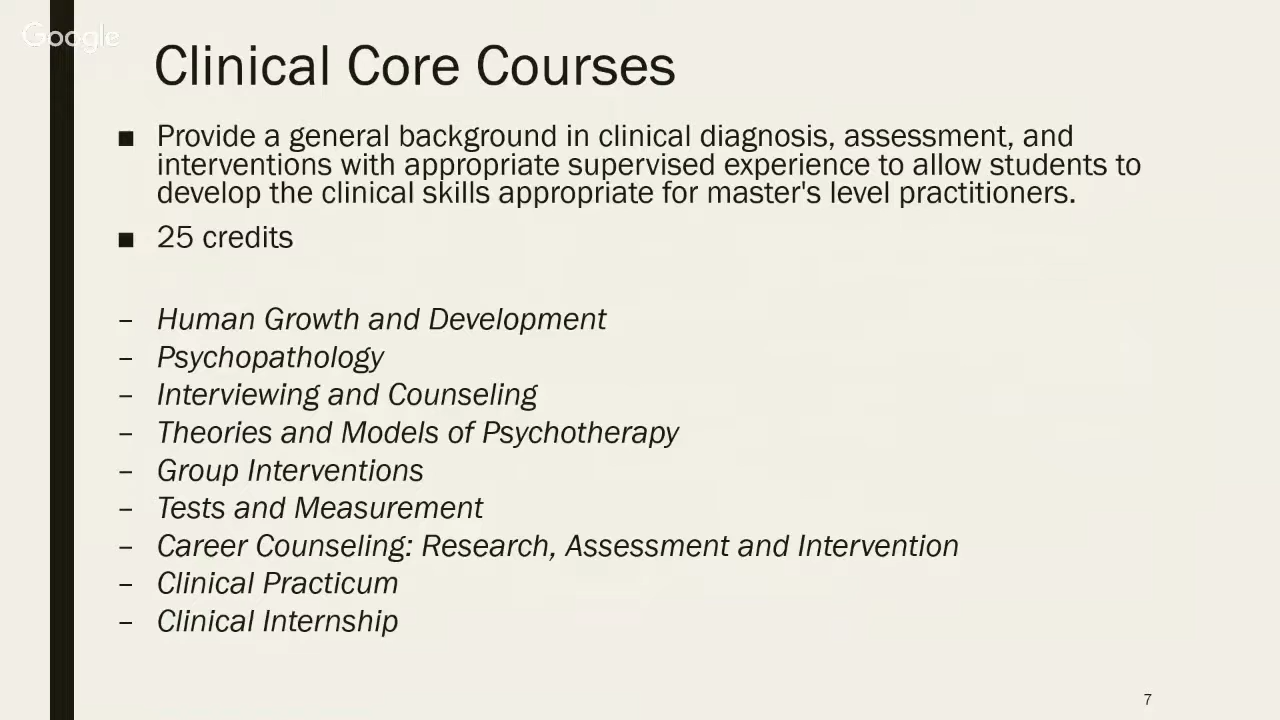 Google
Clinical Core Courses
■ Provide a general background in clinical diagnosis, assessment, and
interventions with appropriate supervised experience to allow students to
develop the clinical skills appropriate for master's level practitioners.
■ 25 credits
– Human Growth and Development
– Psychopathology
– Interviewing and Counseling
– Theories and Models of Psychotherapy
– Group Interventions
– Tests and Measurement
– Career Counseling: Research, Assessment and Intervention
– Clinical Practicum
– Clinical Internship
7